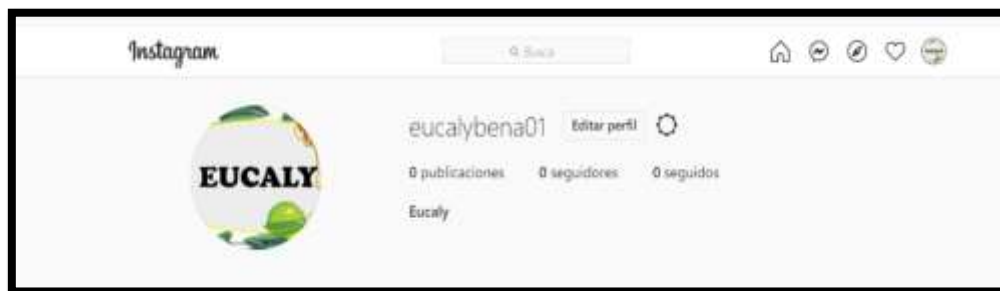 Instagram
Busca
eucalybena01 Editar perfil
EUCALY
0 publicaciones 0 seguidores 0 seguidos
Eucaly